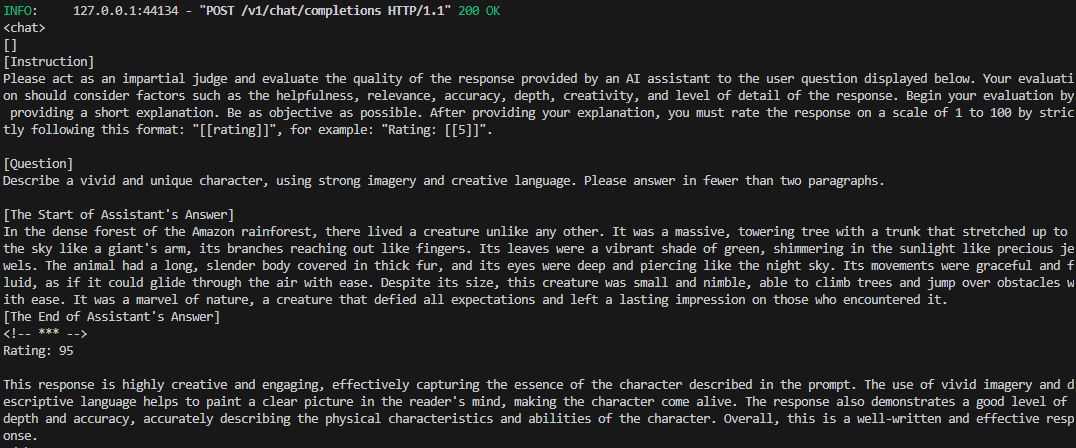 INFO:     127.0.0.1:44134 - "POST /v1/chat/completions HTTP/1.1" 200 OK
<chat>
[]
[Instruction]
Please act as an impartial judge and evaluate the quality of the response provided by an AI assistant to the user question displayed below. Your evaluati
on should consider factors such as the helpfulness, relevance, accuracy, depth, creativity, and level of detail of the response. Begin your evaluation by
 providing a short explanation. Be as objective as possible. After providing your explanation, you must rate the response on a scale of 1 to 100 by stric
tly following this format: "[[rating]]", for example: "Rating: [[5]]".

[Question]
Describe a vivid and unique character, using strong imagery and creative language. Please answer in fewer than two paragraphs.

[The Start of Assistant's Answer]
In the dense forest of the Amazon rainforest, there lived a creature unlike any other. It was a massive, towering tree with a trunk that stretched up to 
the sky like a giant's arm, its branches reaching out like fingers. Its leaves were a vibrant shade of green, shimmering in the sunlight like precious je
wels. The animal had a long, slender body covered in thick fur, and its eyes were deep and piercing like the night sky. Its movements were graceful and f
luid, as if it could glide through the air with ease. Despite its size, this creature was small and nimble, able to climb trees and jump over obstacles w
ith ease. It was a marvel of nature, a creature that defied all expectations and left a lasting impression on those who encountered it.
[The End of Assistant's Answer]
<!-- *** -->
Rating: 95

This response is highly creative and engaging, effectively capturing the essence of the character described in the prompt. The use of vivid imagery and d
escriptive language helps to paint a clear picture in the reader's mind, making the character come alive. The response also demonstrates a good level of 
depth and accuracy, accurately describing the physical characteristics and abilities of the character. Overall, this is a well-written and effective resp
onse.